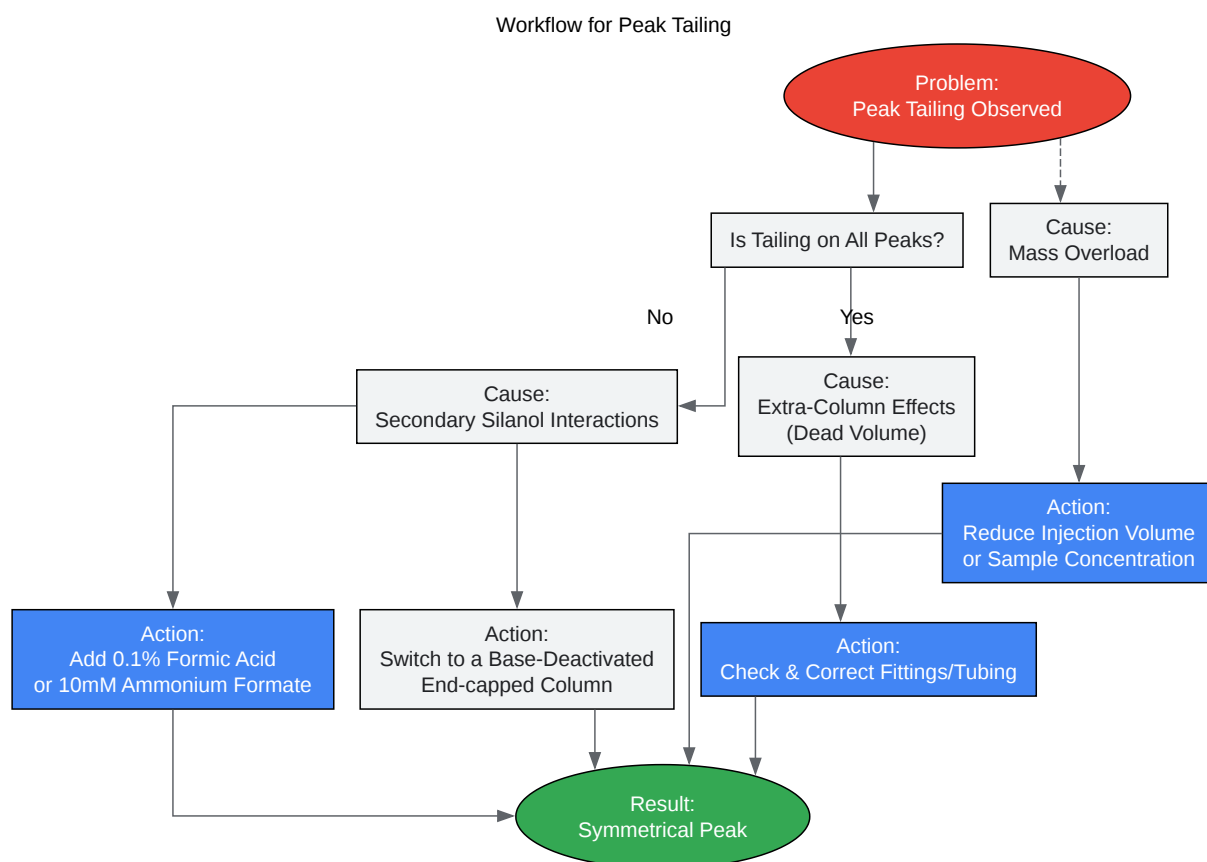 Workflow for Peak Tailing
Problem:
Peak Tailing Observed
Is Tailing on All Peaks?
Cause:
Mass Overload
No
Yes
Cause:
Secondary Silanol Interactions
Cause:
Extra-Column Effects
(Dead Volume)
Action:
Reduce Injection Volume
or Sample Concentration
Action:
Add 0.1% Formic Acid
or 10mM Ammonium Formate
Action:
Switch to a Base-Deactivated
End-capped Column
Action:
Check & Correct Fittings/Tubing
Result:
Symmetrical Peak